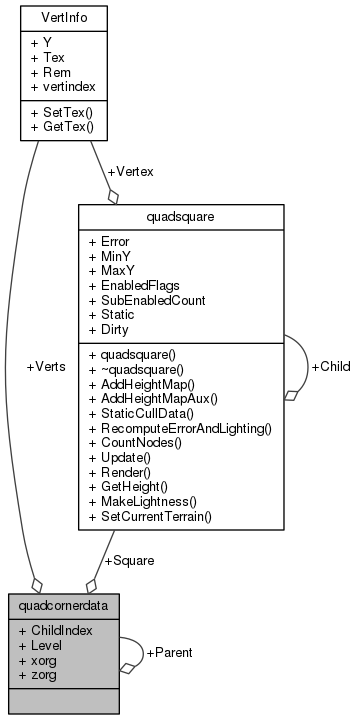 VertInfo
+ Y
+ Tex
+ Rem
+ vertindex
+ SetTex()
+ GetTex()
+Vertex
quadsquare
+ Error
+ MinY
+ MaxY
+ EnabledFlags
+ SubEnabledCount
+ Static
+ Dirty
+ quadsquare()
+ ~quadsquare()
+ AddHeightMap()
+ AddHeightMapAux()
+ StaticCullData()
+ RecomputeErrorAndLighting()
+ CountNodes()
+ Update()
+ Render()
+ GetHeight()
+ MakeLightness()
+ SetCurrentTerrain()
+Child
+Verts
+Square
quadcornerdata
+ ChildIndex
+ Level
+ xorg
+ zorg
+Parent